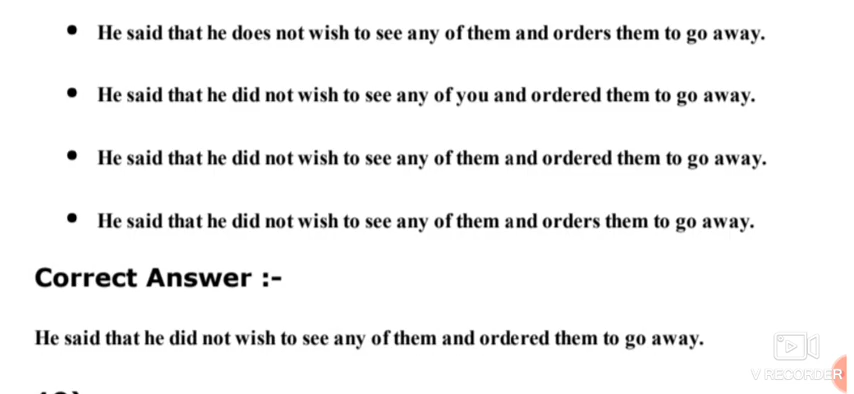 • He said that he does not wish to see any of them and orders them to go away.
• He said that he did not wish to see any of you and ordered them to go away.
• He said that he did not wish to see any of them and ordered them to go away.
• He said that he did not wish to see any of them and orders them to go away.
Correct Answer :-
He said that he did not wish to see any of them and ordered them to go away.
V RECORDER